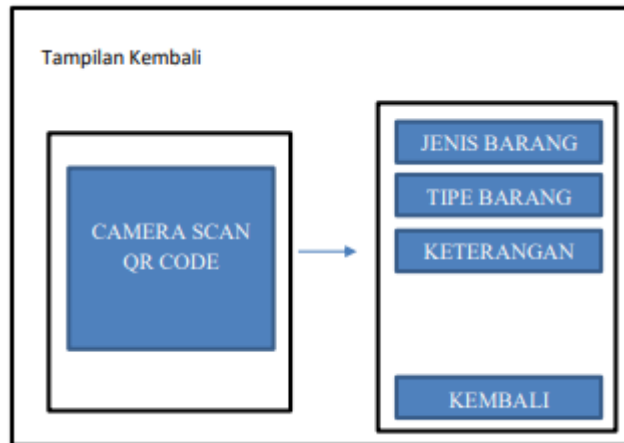 Tampilan Kembali
CAMERA SCAN
QR CODE
JENIS BARANG
TIPE BARANG
KETERANGAN
KEMBALI